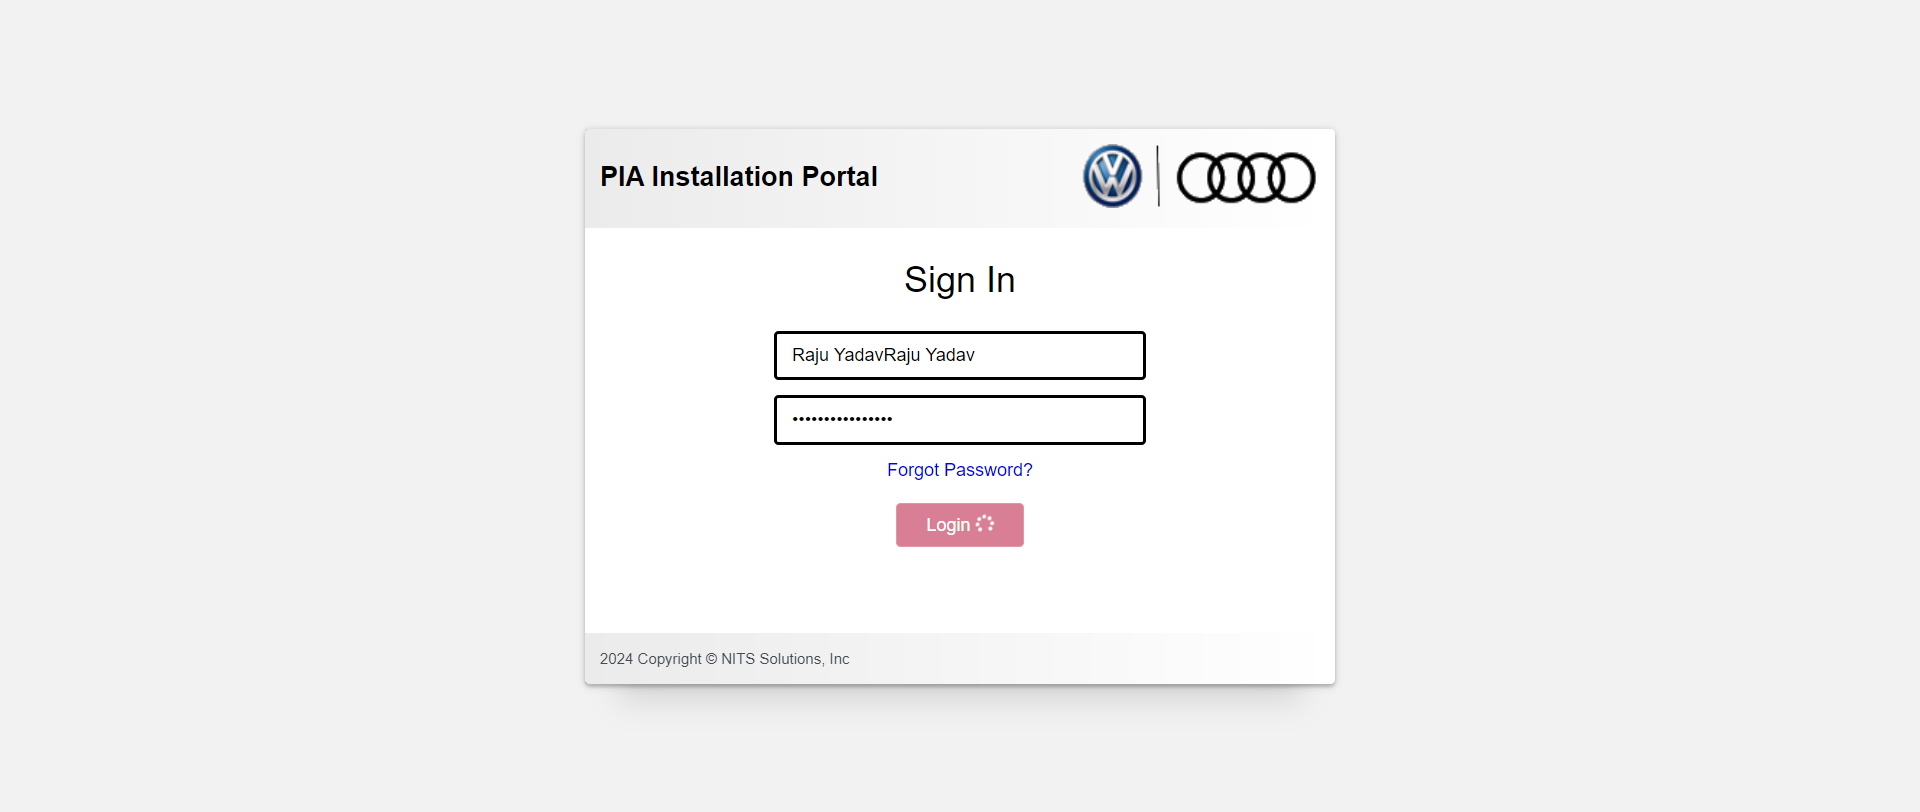 PIA Installation Portal
Sign In
Raju YadavRaju Yadav
••••••••••••••••
Forgot Password?
Login
2024 Copyright © NITS Solutions, Inc